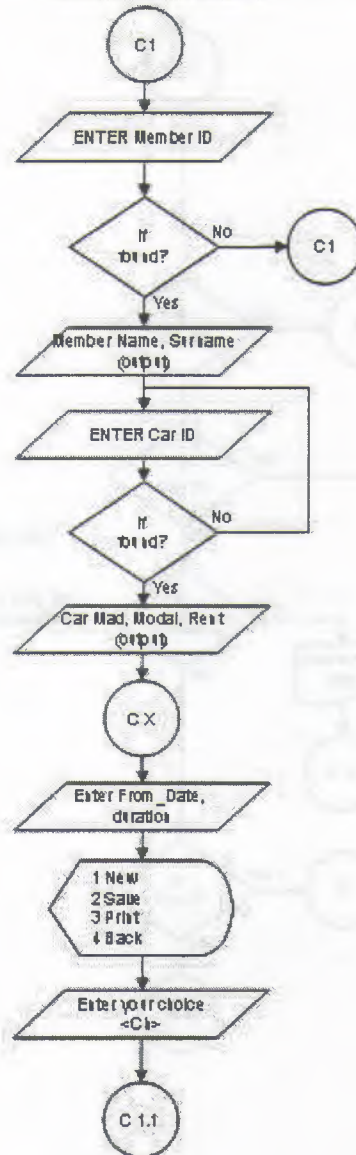 C1
ENTER Member ID
If
found?
No
C1
Yes
Member Name, Surname
(output)
ENTER Car ID
If
found?
No
Yes
Car Mad, Modal, Rent
(output)
C X
Enter From_Date,
duration
1 New
2 Save
3 Print
4 Back
Enter your choice
<Ch>
C 1.1